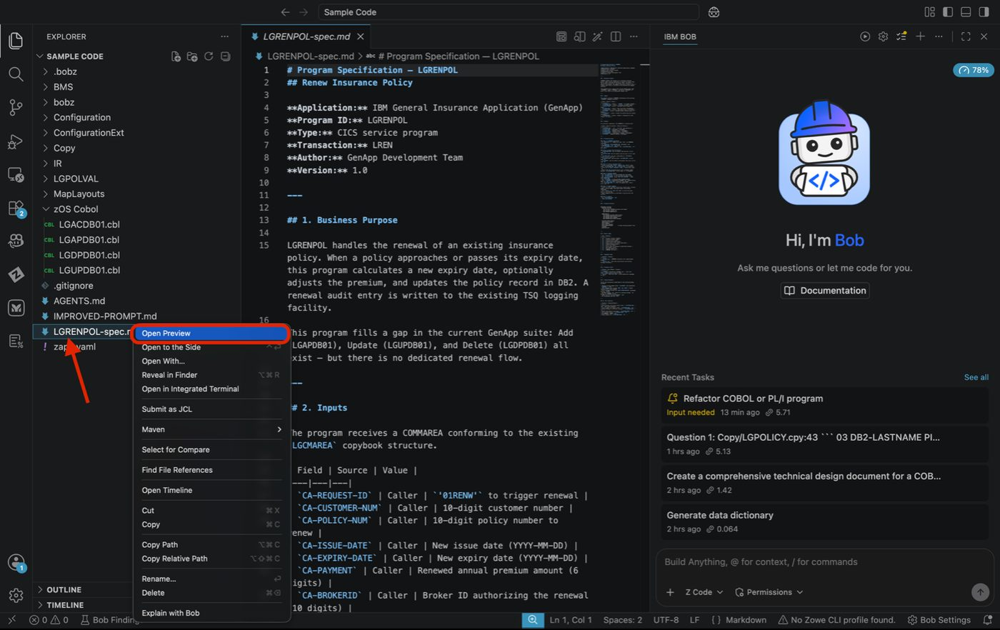 Sample Code
EXPLORER
SAMPLE CODE
.bobz
BMS
bobz
Configuration
ConfigurationExt
Copy
IR
LGPOLVAL
MapLayouts
zOS Cobol
CBL LGACDB01.cbl
CBL LGAPDB01.cbl
CBL LGDPDB01.cbl
CBL LGUPDB01.cbl
.gitignore
AGENTS.md
IMPROVED-PROMPT.md
LGRENPOL-spec.
OUTLINE
TIMELINE
Open Preview
Open to the Side
Open With...
Reveal in Finder ⌥⌘R
Open in Integrated Terminal
Submit as JCL
Maven
Select for Compare
Find File References
Open Timeline
Cut ⌘X
Copy ⌘C
Copy Path ⌥⌘C
Copy Relative Path ⌥⇧⌘C
Rename...
Delete
Explain with Bob
LGRENPOL-spec.md
LGRENPOL-spec.md > abc # Program Specification — LGRENPOL
1 # Program Specification — LGRENPOL
2 ## Renew Insurance Policy
3
4 **Application:** IBM General Insurance Application (GenApp)
5 **Program ID:** LGRENPOL
6 **Type:** CICS service program
7 **Transaction:** LREN
8 **Author:** GenApp Development Team
9 **Version:** 1.0
10
11 ---
12
13 ## 1. Business Purpose
14
15 LGRENPOL handles the renewal of an existing insurance
policy. When a policy approaches or passes its expiry date,
this program calculates a new expiry date, optionally
adjusts the premium, and updates the policy record in DB2. A
renewal audit entry is written to the existing TSQ logging
facility.
16
This program fills a gap in the current GenApp suite: Add
LGAPDB01), Update (LGUPDB01), and Delete (LGDPDB01) all
exist — but there is no dedicated renewal flow.
# 2. Inputs
The program receives a COMMAREA conforming to the existing
LGCMAREA` copybook structure.
Field | Source | Value |
---|---|---|
`CA-REQUEST-ID` | Caller | `'01RENW'` to trigger renewal |
`CA-CUSTOMER-NUM` | Caller | 10-digit customer number |
`CA-POLICY-NUM` | Caller | 10-digit policy number to
renew |
`CA-ISSUE-DATE` | Caller | New issue date (YYYY-MM-DD) |
`CA-EXPIRY-DATE` | Caller | New expiry date (YYYY-MM-DD) |
`CA-PAYMENT` | Caller | Renewed annual premium amount (6
igits) |
`CA-BROKERID` | Caller | Broker ID authorizing the renewal
10 digits) |
IBM BOB
78%
</>
Hi, I'm Bob
Ask me questions or let me code for you.
Documentation
Recent Tasks See all
Refactor COBOL or PL/I program
Input needed 13 min ago 5.71
Question 1: Copy/LGPOLICY.cpy:43 ``` 03 DB2-LASTNAME PI...
1 hrs ago 5.13
Create a comprehensive technical design document for a COB...
2 hrs ago 1.42
Generate data dictionary
2 hrs ago 0.064
Build Anything, @ for context, / for commands
Z Code Permissions
2
1
0 0 Bob Finding
Ln 1, Col 1 Spaces: 2 UTF-8 LF { } Markdown No Zowe CLI profile found. Bob Settings